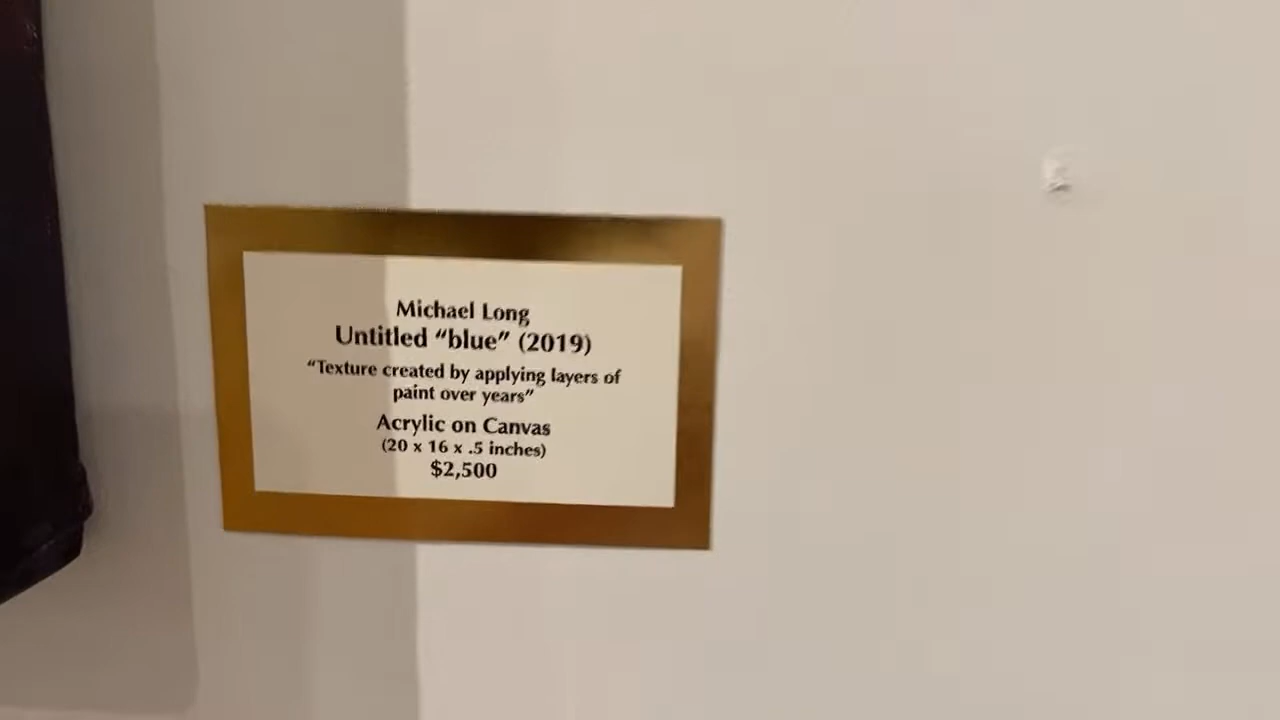 Michael Long
Untitled “blue” (2019)
“Texture created by applying layers of
paint over years”
Acrylic on Canvas
(20 x 16 x .5 inches)
$2,500